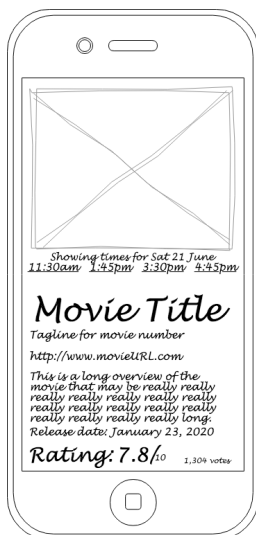 Showing times for Sat 21 June
11:30am 1:45pm 3:30pm 4:45pm
Movie Title
Tagline for movie number
http://www.movieURL.com
This is a long overview of the
movie that may be really really
really really really really really
really really really really really
really really really really long.
Release date: January 23, 2020
Rating: 7.8/10 1,304 votes